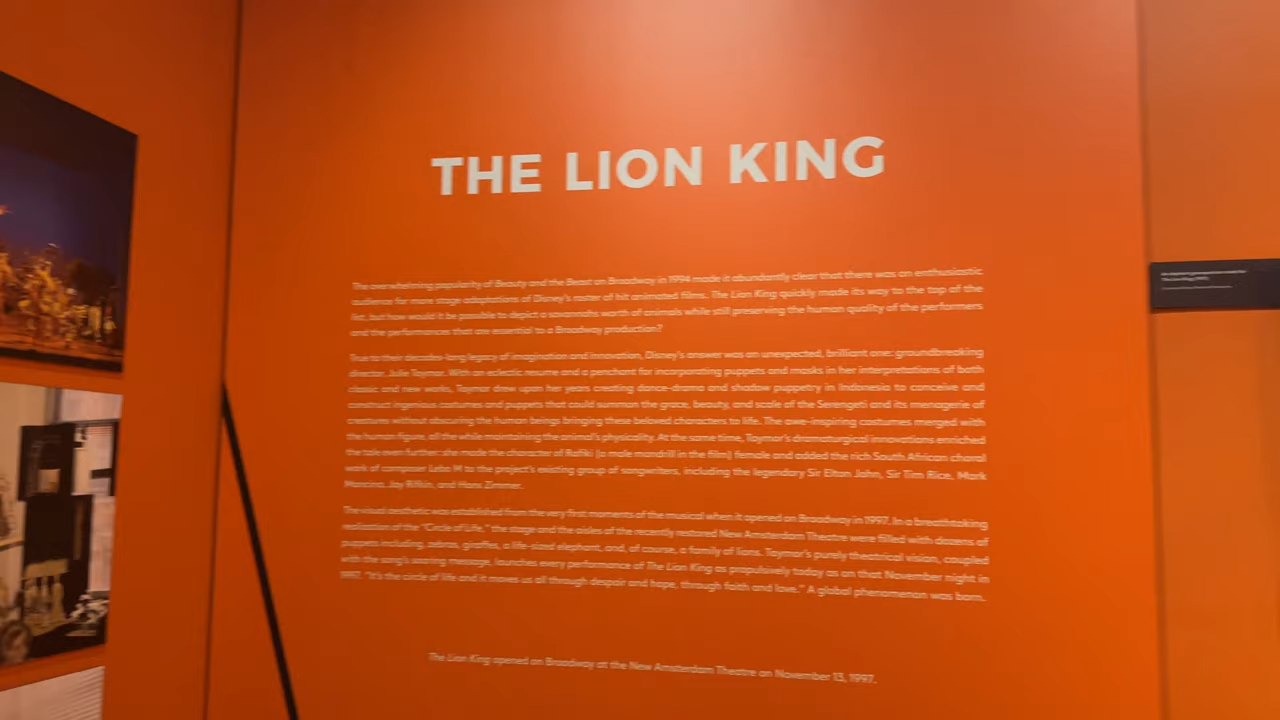 THE LION KING
The overwhelming popularity of Beauty and the Beast on Broadway in 1994 made it abundantly clear that there was an enthusiastic
audience for more stage adaptations of Disney's roster of hit animated films. The Lion King quickly made its way to the top of the
list, but how would it be possible to depict a savannah's worth of animals while still preserving the human quality of the performers
and the performances that are essential to a Broadway production?
True to their decades-long legacy of imagination and innovation, Disney's answer was an unexpected, brilliant one: groundbreaking
director, Julie Taymor. With an eclectic resume and a penchant for incorporating puppets and masks in her interpretations of both
classic and new works, Taymor drew upon her years creating dance-drama and shadow puppetry in Indonesia to conceive and
construct ingenious costumes and puppets that could summon the grace, beauty, and scale of the Serengeti and its menagerie of
creatures without obscuring the human beings bringing these beloved characters to life. The awe-inspiring costumes merged with
the human figure, all the while maintaining the animal's physicality. At the same time, Taymor's dramaturgical innovations enriched
the tale even further: she made the character of Rafiki (a male mandrill in the film) female and added the rich South African choral
work of composer Lebo M to the project's existing group of songwriters, including the legendary Sir Elton John, Sir Tim Rice, Mark
Mancina, Jay Rifkin, and Hans Zimmer.
The visual aesthetic was established from the very first moments of the musical when it opened on Broadway in 1997. In a breathtaking
realization of the "Circle of Life," the stage and the aisles of the recently restored New Amsterdam Theatre were filled with dozens of
puppets including, zebras, giraffes, a life-sized elephant, and, of course, a family of lions. Taymor's purely theatrical vision, coupled
with the song's strong message, launches every performance of The Lion King as propulsively today as on that November night in
1997. "It's the circle of life and it moves us all through despair and hope, through faith and love." A global phenomenon was born.
The Lion King opened on Broadway at the New Amsterdam Theatre on November 13, 1997.